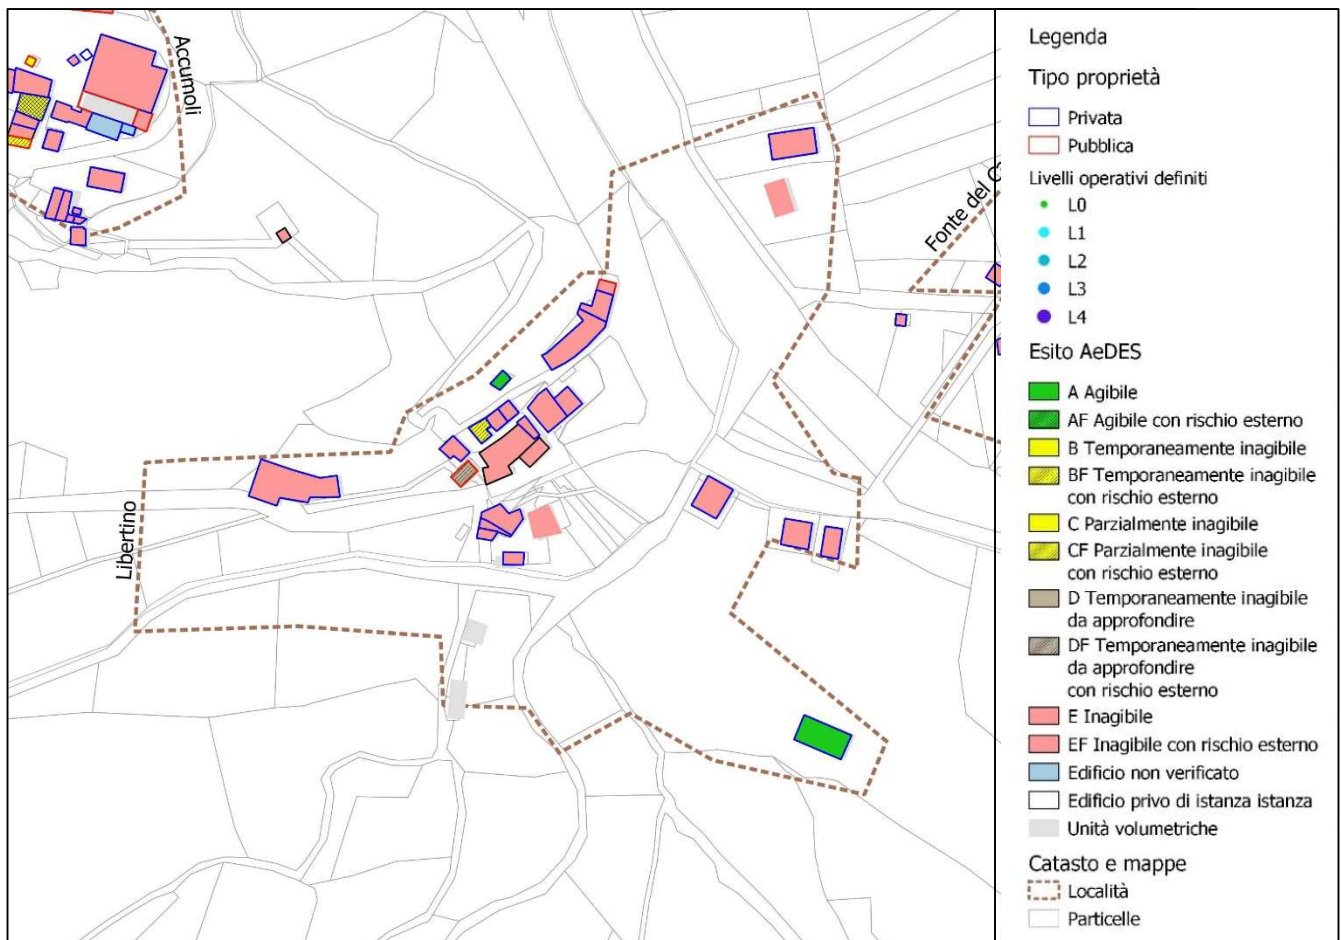 Accumoli
Fonte del C
Libertino
Legenda
Tipo proprietà
Privata
Pubblica
Livelli operativi definiti
L0
L1
L2
L3
L4
Esito AeDES
A Agibile
AF Agibile con rischio esterno
B Temporaneamente inagibile
BF Temporaneamente inagibile
con rischio esterno
C Parzialmente inagibile
CF Parzialmente inagibile
con rischio esterno
D Temporaneamente inagibile
da approfondire
DF Temporaneamente inagibile
da approfondire
con rischio esterno
E Inagibile
EF Inagibile con rischio esterno
Edificio non verificato
Edificio privo di istanza istanza
Unità volumetriche
Catasto e mappe
Località
Particelle